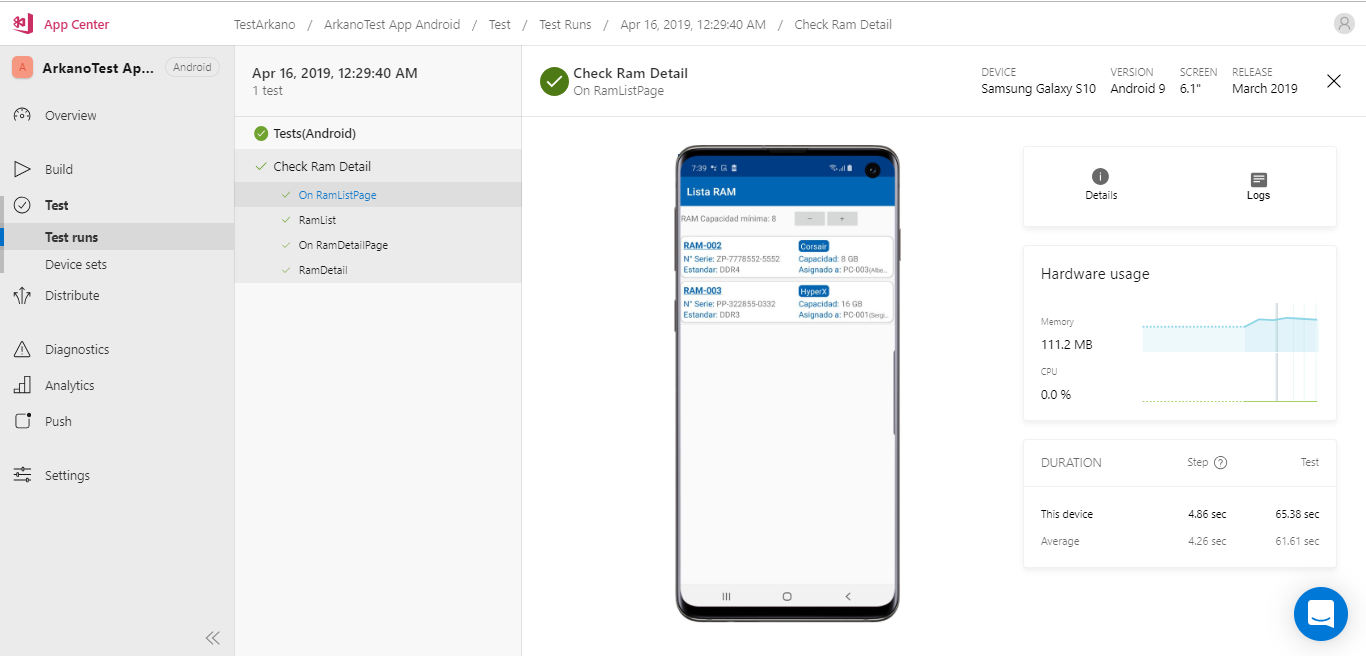 App Center
TestArkano / ArkanoTest App Android / Test / Test Runs / Apr 16, 2019, 12:29:40 AM / Check Ram Detail
A ArkanoTest Ap... Android
Overview
Build
Test
Test runs
Device sets
Distribute
Diagnostics
Analytics
Push
Settings
Apr 16, 2019, 12:29:40 AM
1 test
Tests(Android)
Check Ram Detail
On RamListPage
RamList
On RamDetailPage
RamDetail
Check Ram Detail
On RamListPage
DEVICE
Samsung Galaxy S10
VERSION
Android 9
SCREEN
6.1"
RELEASE
March 2019
7:39
Lista RAM
RAM Capacidad mínima: 8 - +
RAM-002 Corsair
N° Serie: ZP-7778552-5552 Capacidad: 8 GB
Estandar: DDR4 Asignado a: PC-003(Albe...
RAM-003 HyperX
N° Serie: PP-322855-0332 Capacidad: 16 GB
Estandar: DDR3 Asignado a: PC-001(Sergi...
Details
Logs
Hardware usage
Memory
111.2 MB
CPU
0.0 %
DURATION Step ? Test
This device 4.86 sec 65.38 sec
Average 4.26 sec 61.61 sec